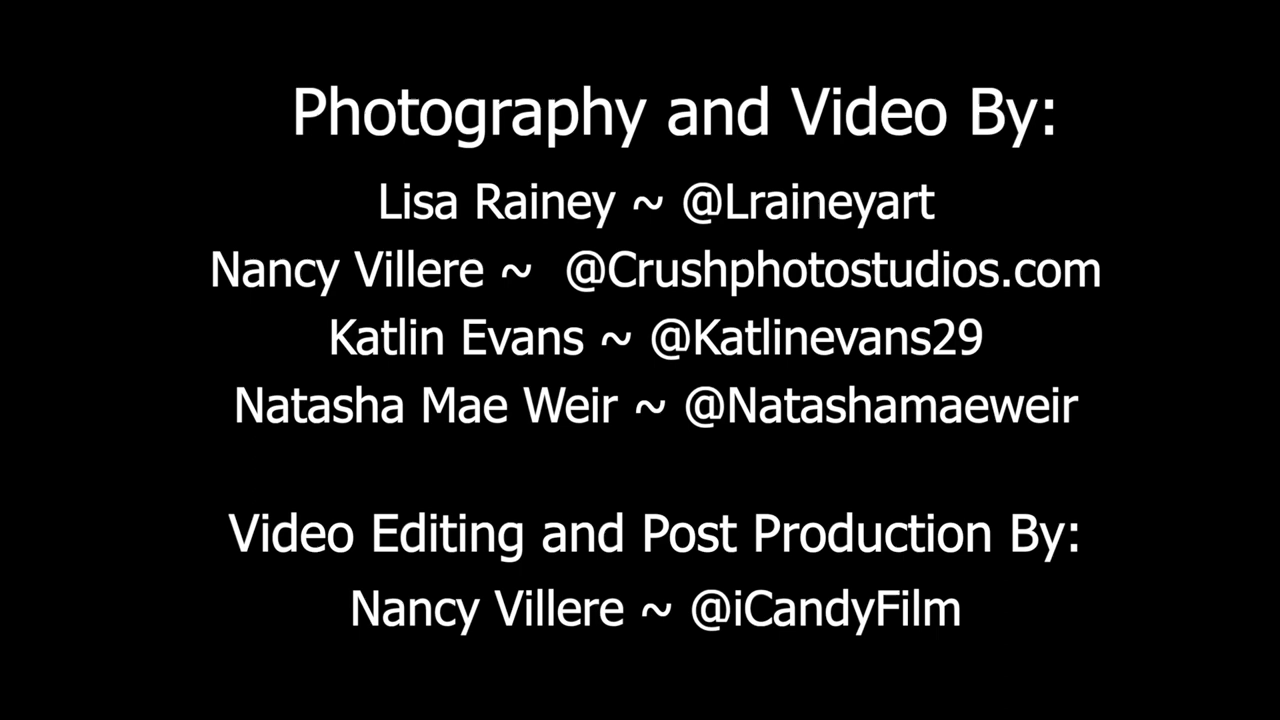 Photography and Video By:
Lisa Rainey ~ @Lraineyart
Nancy Villere ~ @Crushphotostudios.com
Katlin Evans ~ @Katlinevans29
Natasha Mae Weir ~ @Natashamaeweir
Video Editing and Post Production By:
Nancy Villere ~ @iCandyFilm